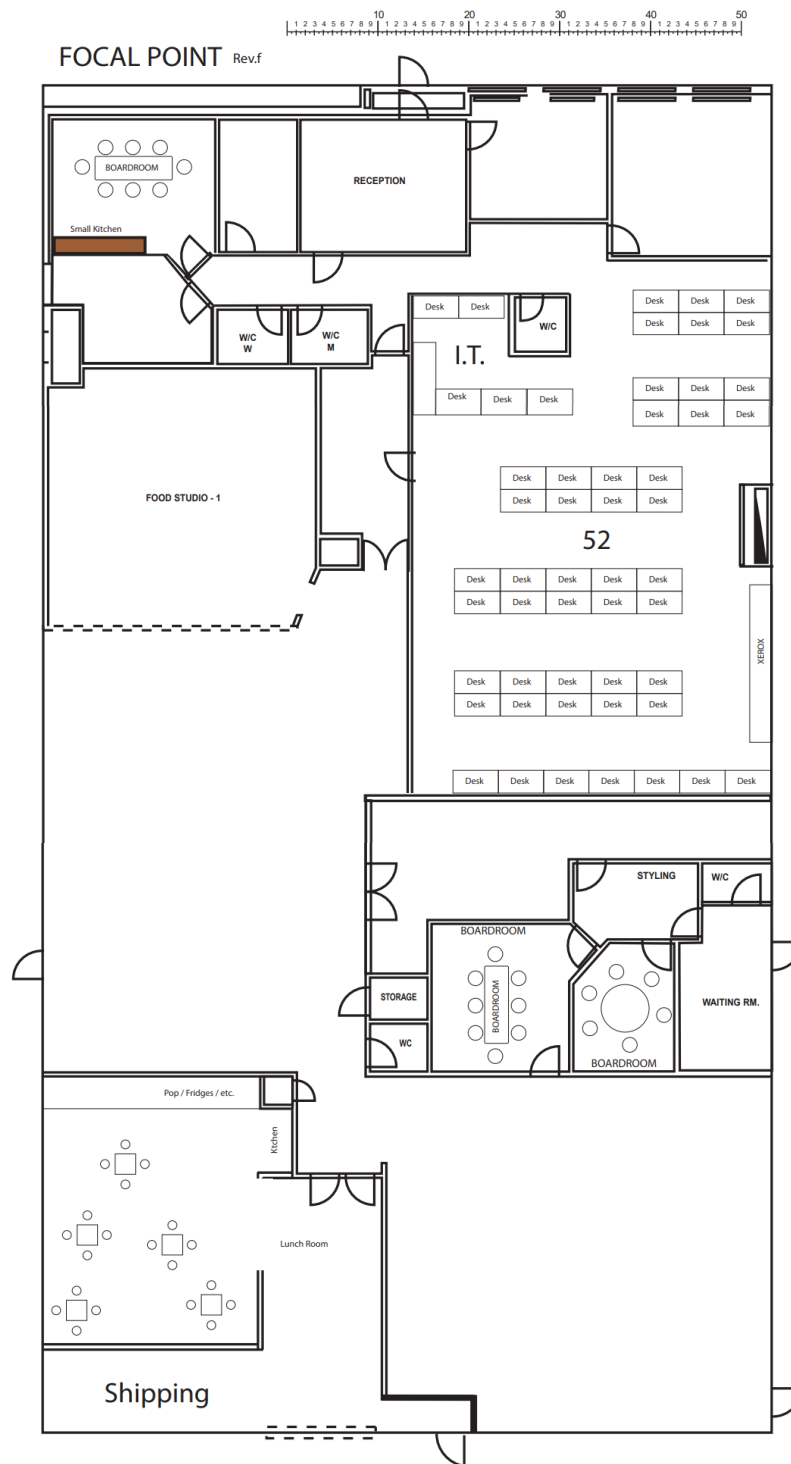 10 20 30 40 50
1 2 3 4 5 6 7 8 9 1 2 3 4 5 6 7 8 9 1 2 3 4 5 6 7 8 9 1 2 3 4 5 6 7 8 9 1 2 3 4 5 6 7 8 9
FOCAL POINT Rev.f
BOARDROOM
RECEPTION
Small Kitchen
Desk Desk
Desk Desk Desk
Desk Desk Desk
W/C
W
W/C
M
W/C
I.T.
Desk Desk Desk
Desk Desk Desk
Desk Desk Desk
FOOD STUDIO - 1
Desk Desk Desk Desk
Desk Desk Desk Desk
52
Desk Desk Desk Desk Desk
Desk Desk Desk Desk Desk
XEROX
Desk Desk Desk Desk Desk
Desk Desk Desk Desk Desk
Desk Desk Desk Desk Desk Desk Desk
STYLING
W/C
BOARDROOM
BOARDROOM
STORAGE
WAITING RM.
WC
BOARDROOM
Pop / Fridges / etc.
Ktchen
Lunch Room
Shipping